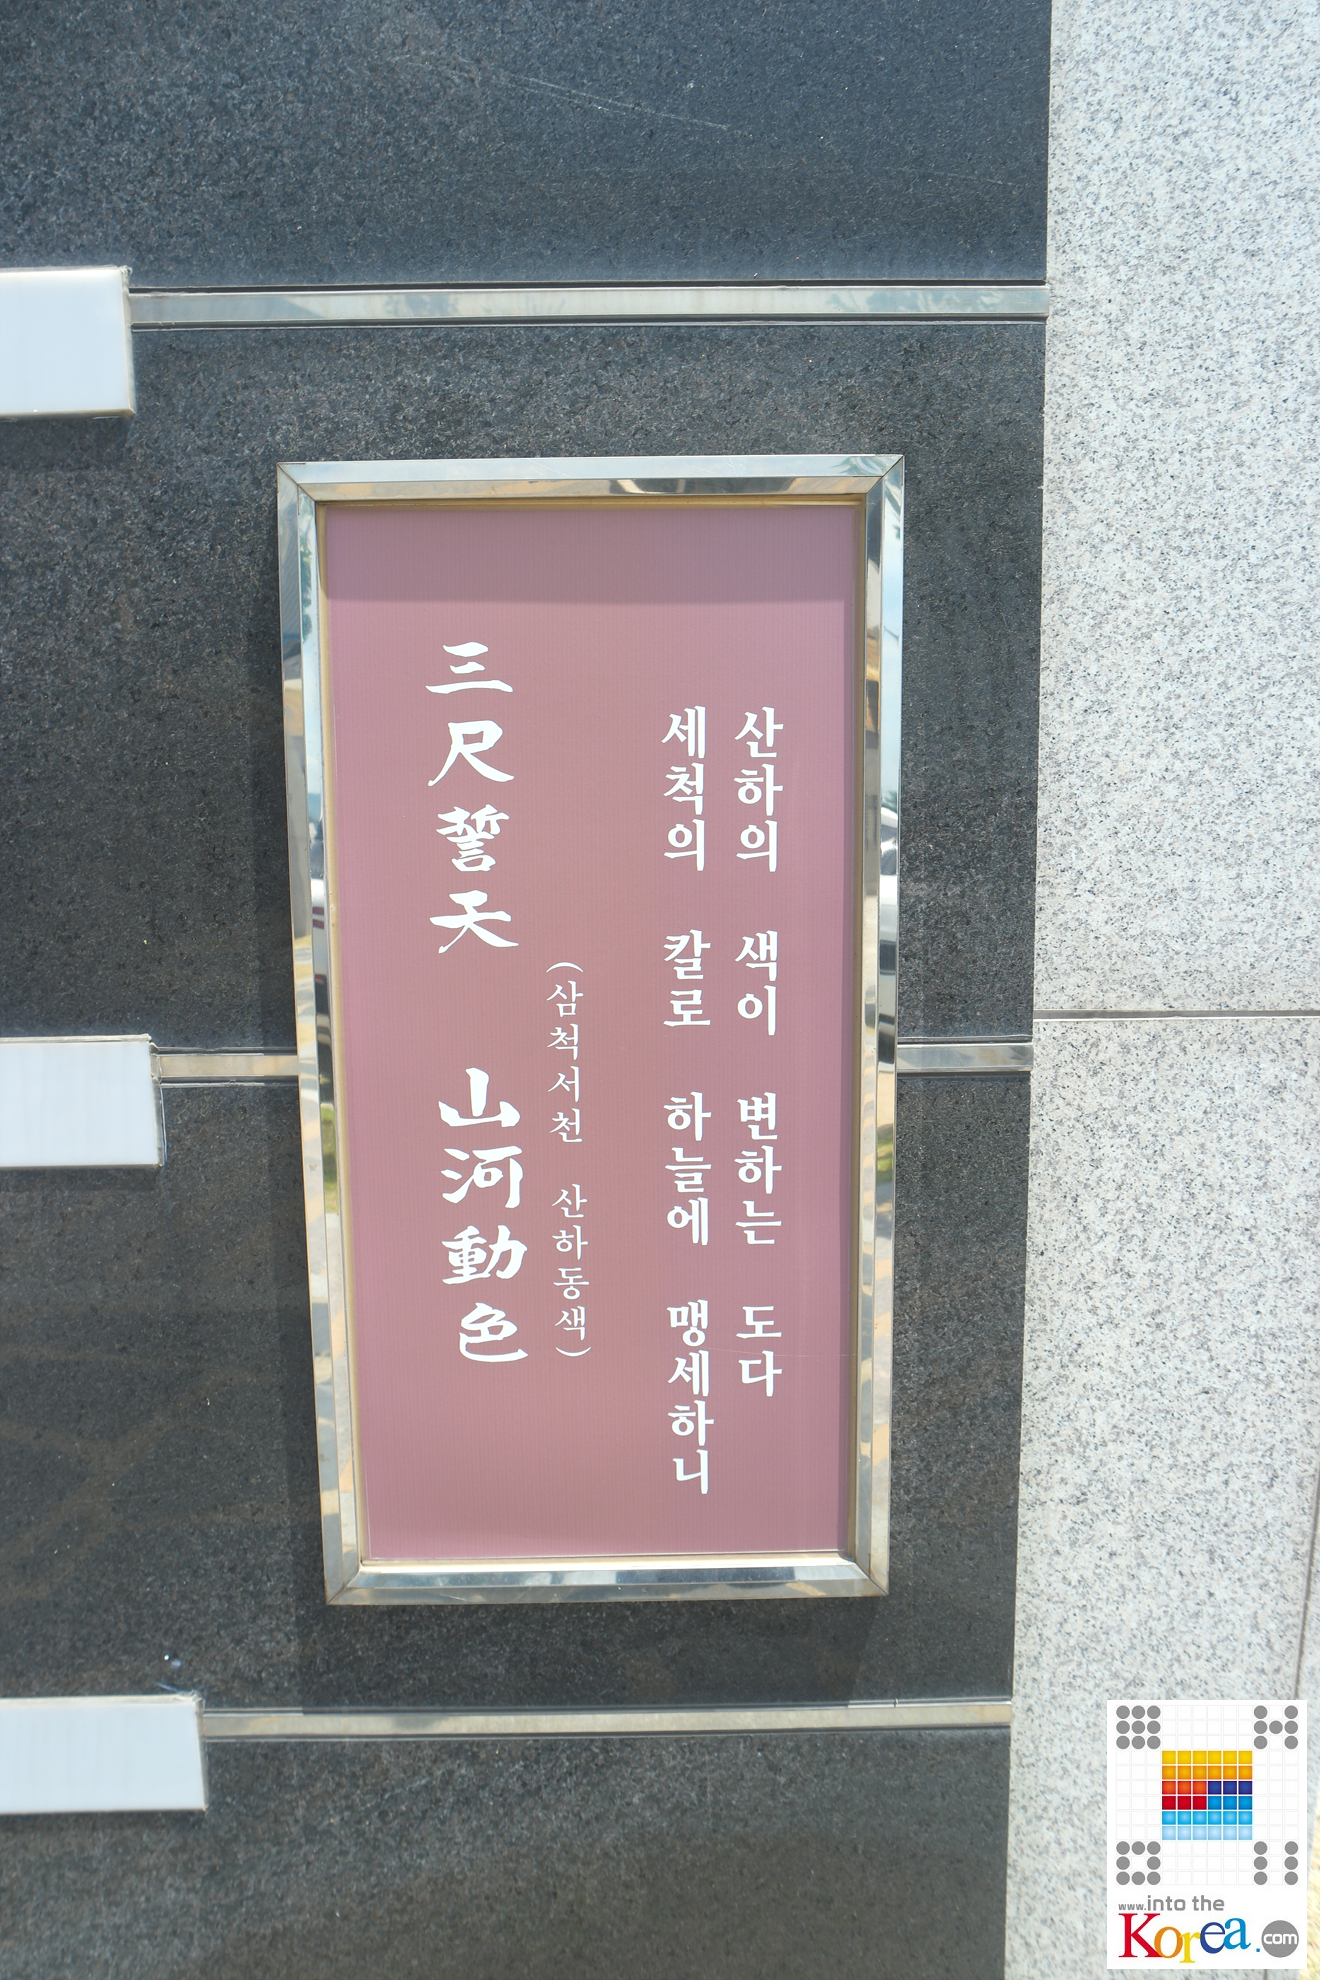 三尺誓天 山河動色
(삼척서천 산하동색)
세척의 칼로 하늘에 맹세하니
산하의 색이 변하는 도다
www.into the
Korea.com